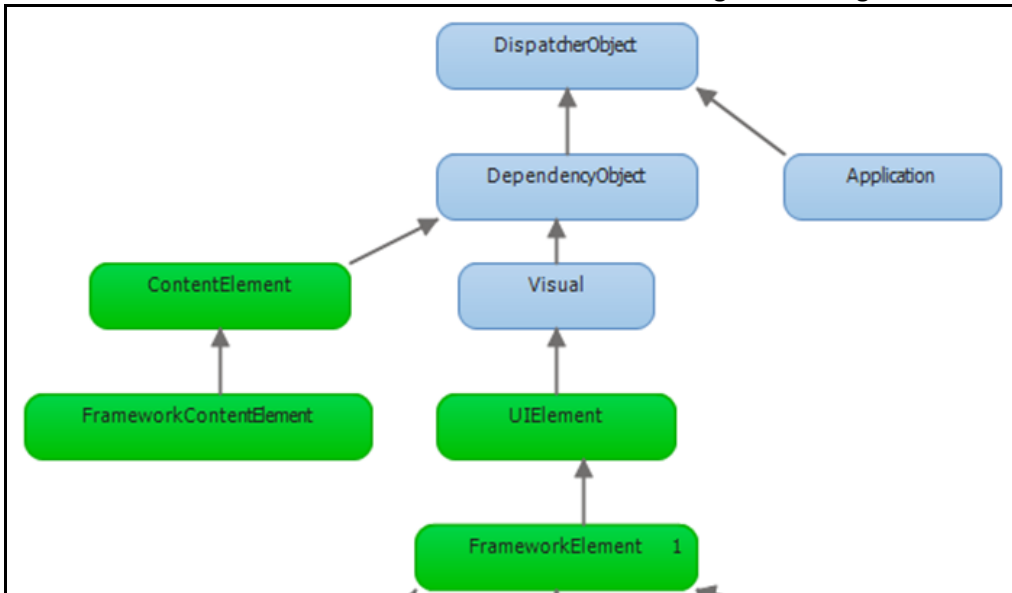 DispatcherObject
DependencyObject
Application
ContentElement
Visual
FrameworkContentElement
UIElement
FrameworkElement 1